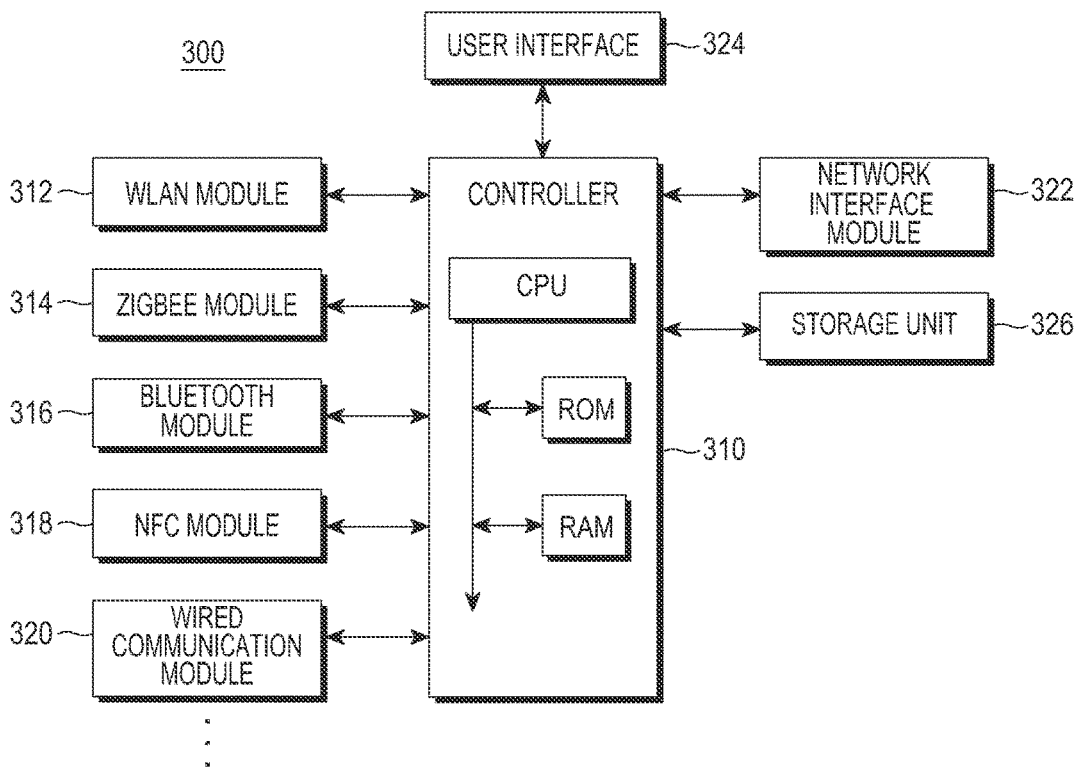 300
USER INTERFACE
324
312
WLAN MODULE
CONTROLLER
NETWORK
INTERFACE
MODULE
322
CPU
314
ZIGBEE MODULE
STORAGE UNIT
326
316
BLUETOOTH
MODULE
ROM
310
318
NFC MODULE
RAM
320
WIRED
COMMUNICATION
MODULE